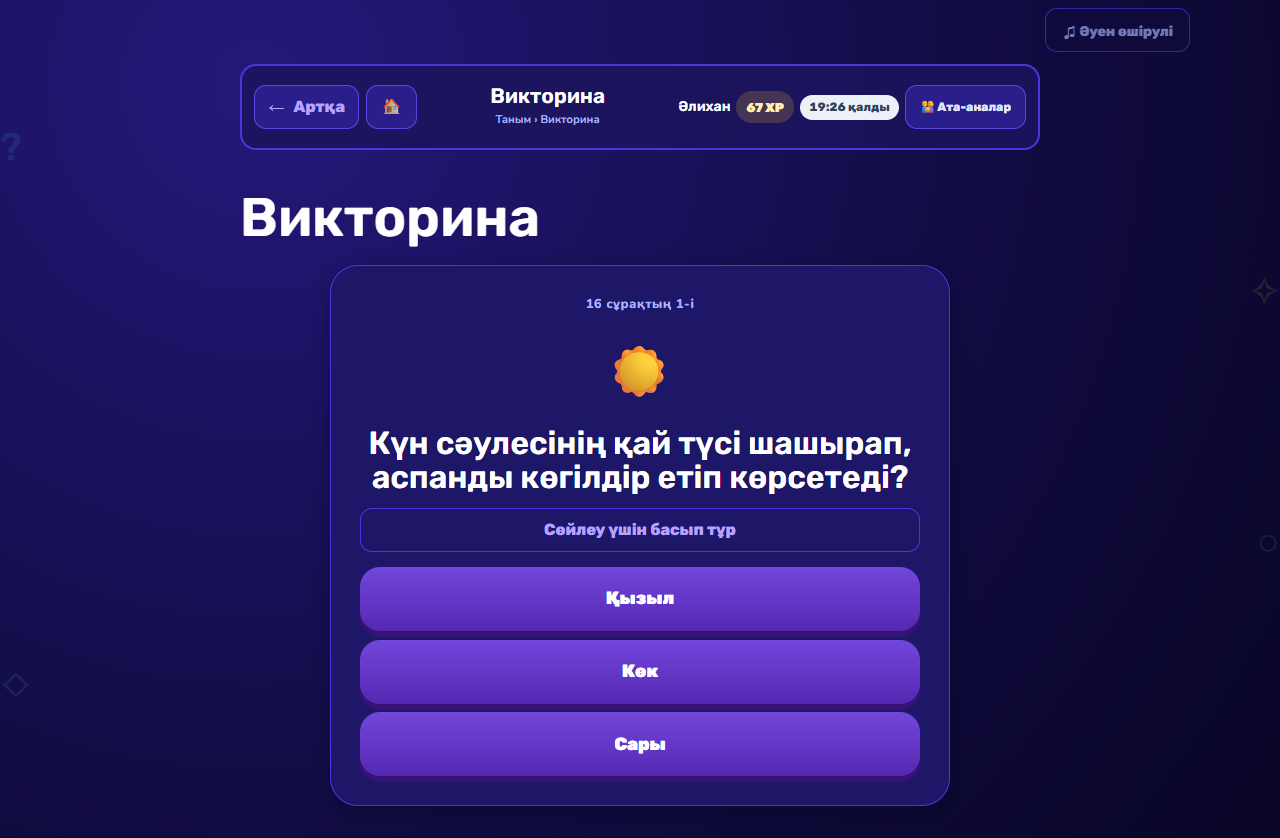 ♫ Әуен өшірулі
← Артқа
Викторина
Таным › Викторина
Әлихан
67 XP
19:26 қалды
Ата-аналар
Викторина
16 сұрақтың 1-і
Күн сәулесінің қай түсі шашырап,
аспанды көгілдір етіп көрсетеді?
Сөйлеу үшін басып тұр
Қызыл
Көк
Сары